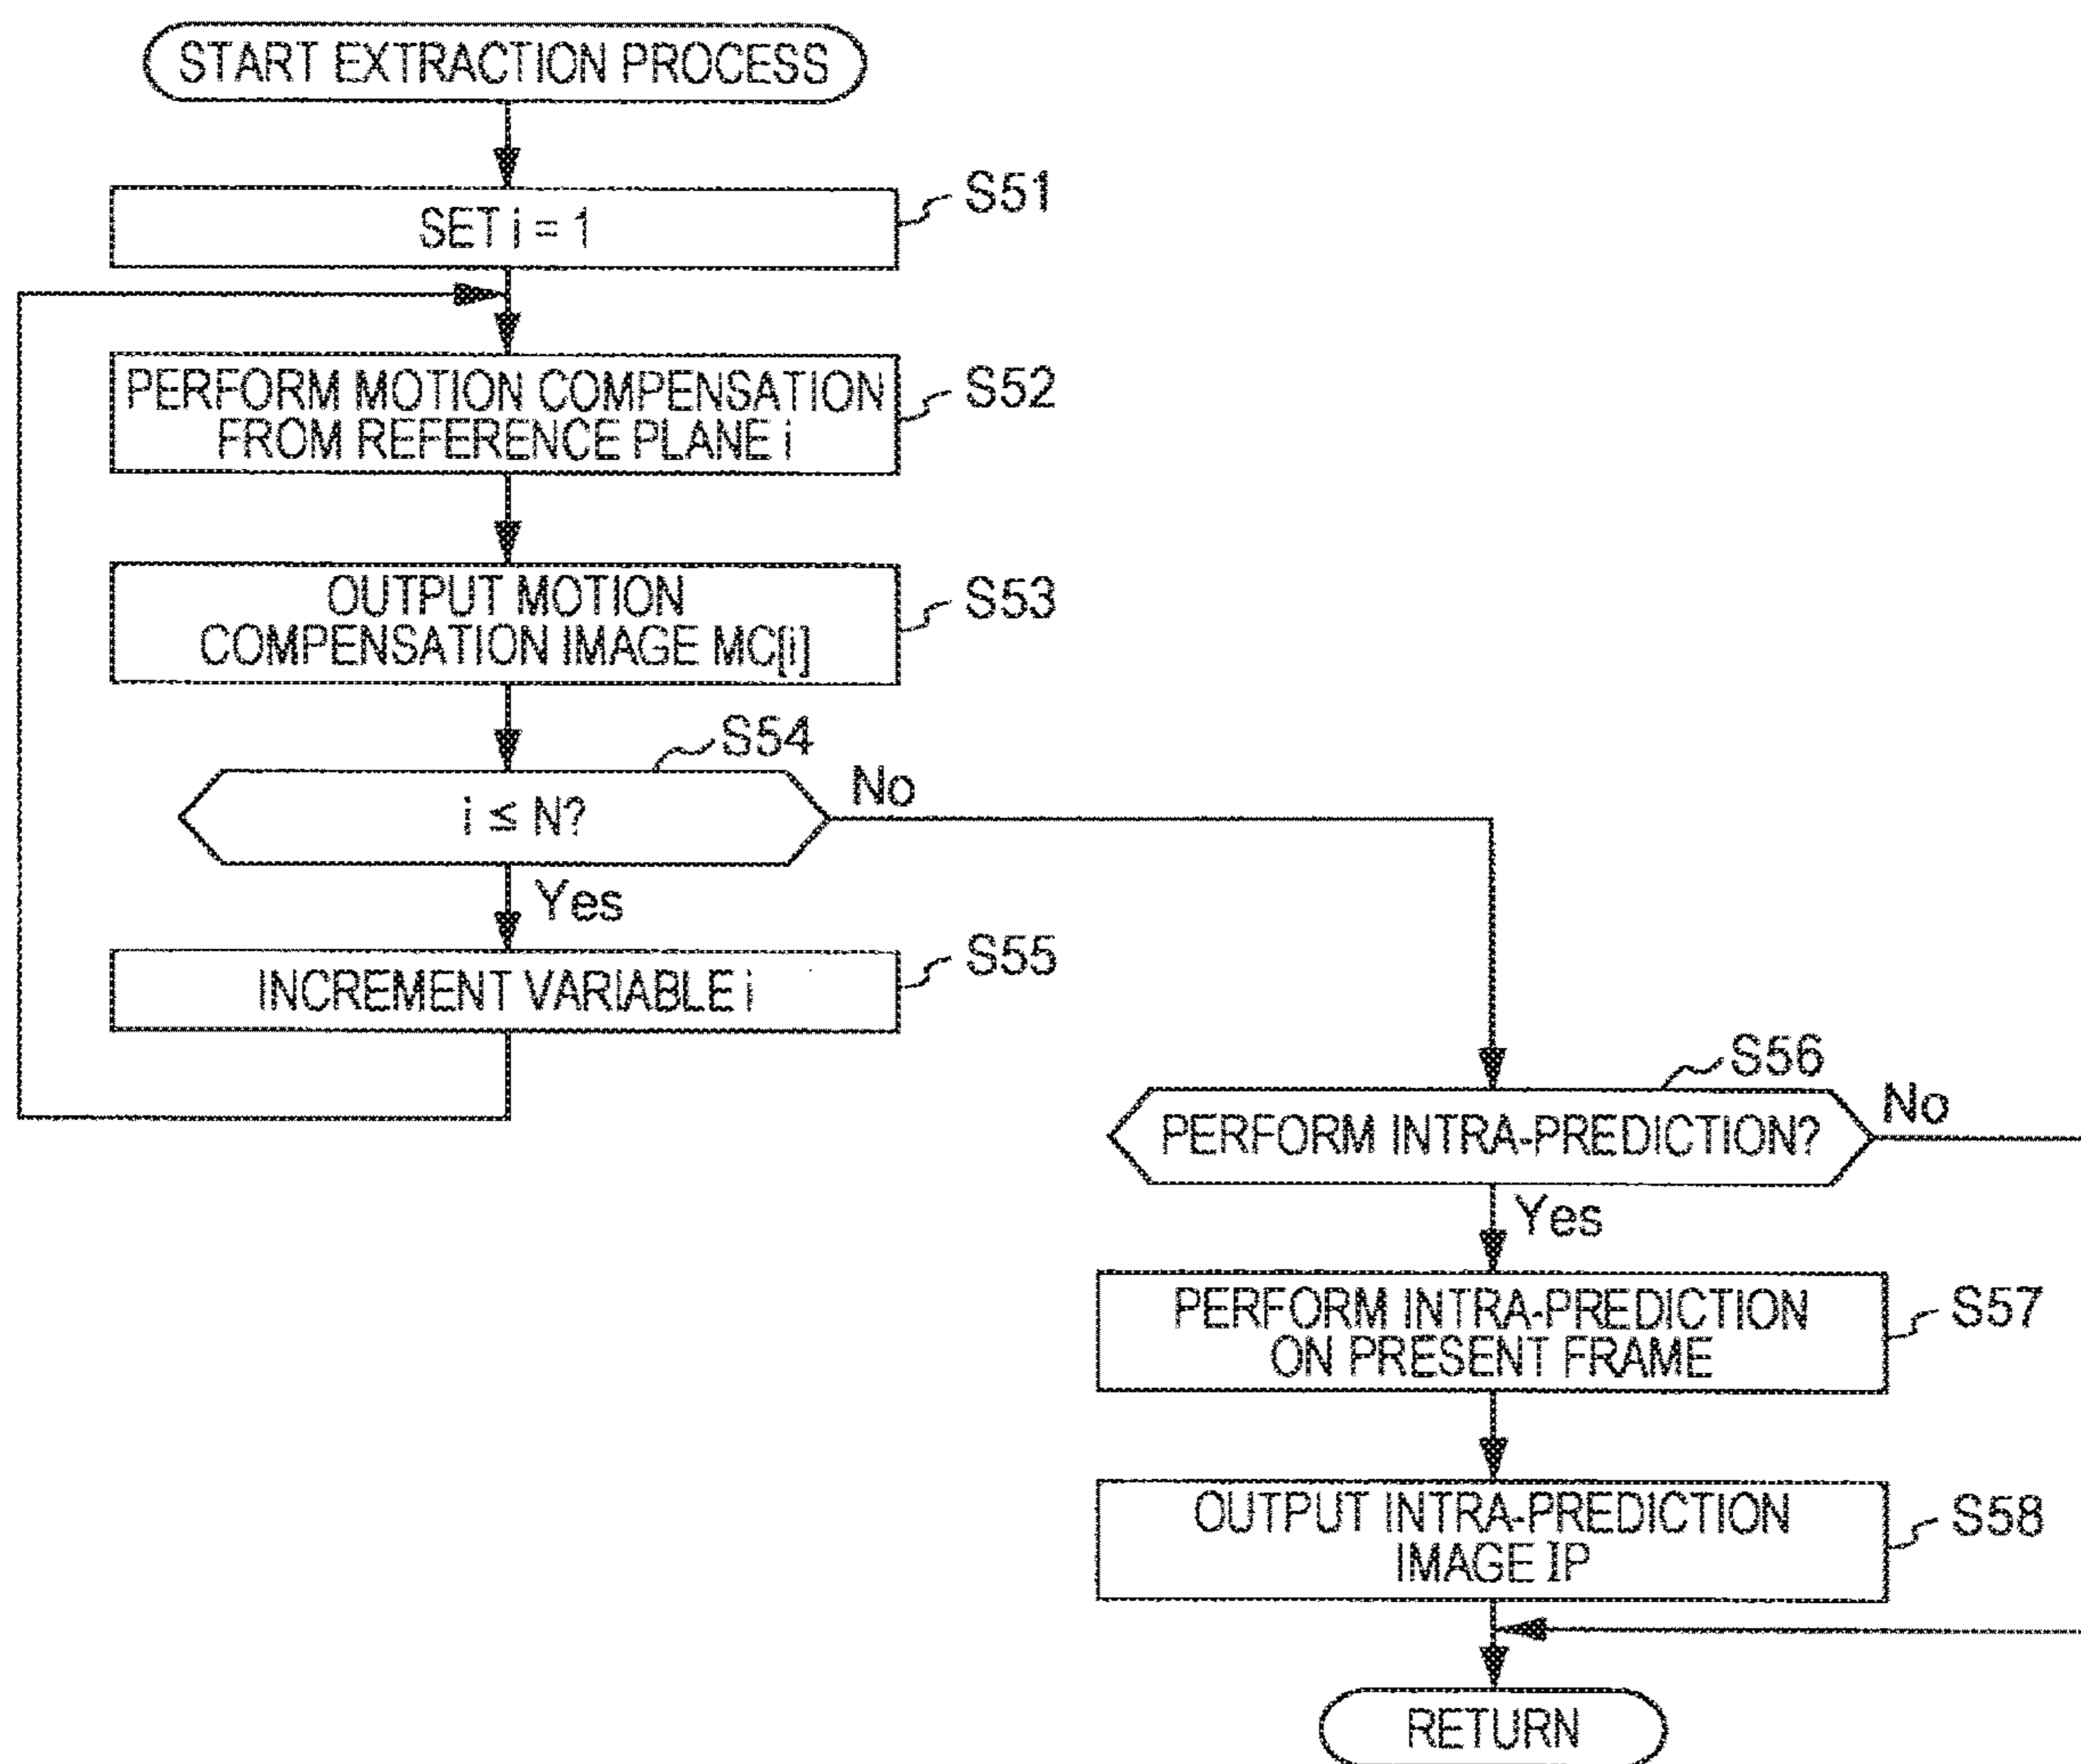 START EXTRACTION PROCESS
SET i = 1
S51
PERFORM MOTION COMPENSATION
FROM REFERENCE PLANE i
S52
OUTPUT MOTION
COMPENSATION IMAGE MC[i]
S53
S54
i ≤ N?
No
Yes
INCREMENT VARIABLE i
S55
S56
PERFORM INTRA-PREDICTION?
No
Yes
PERFORM INTRA-PREDICTION
ON PRESENT FRAME
S57
OUTPUT INTRA-PREDICTION
IMAGE IP
S58
RETURN